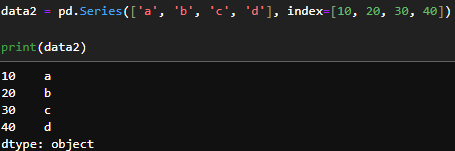 data2 = pd.Series(['a', 'b', 'c', 'd'], index=[10, 20, 30, 40])
print(data2)
10    a
20    b
30    c
40    d
dtype: object